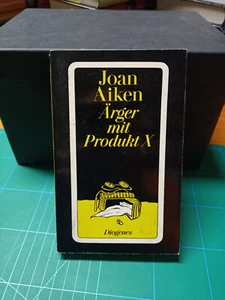 Joan
Aiken
Ärger
mit
Produkt X
Diogenes